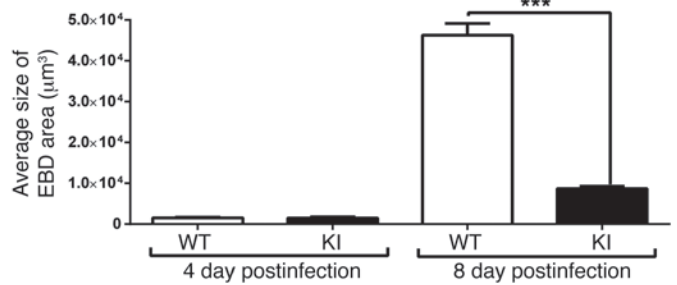 ***
Average size of
EBD area (μm³)
5.0×10⁴
4.0×10⁴
3.0×10⁴
2.0×10⁴
1.0×10⁴
0
WT KI WT KI
4 day postinfection 8 day postinfection